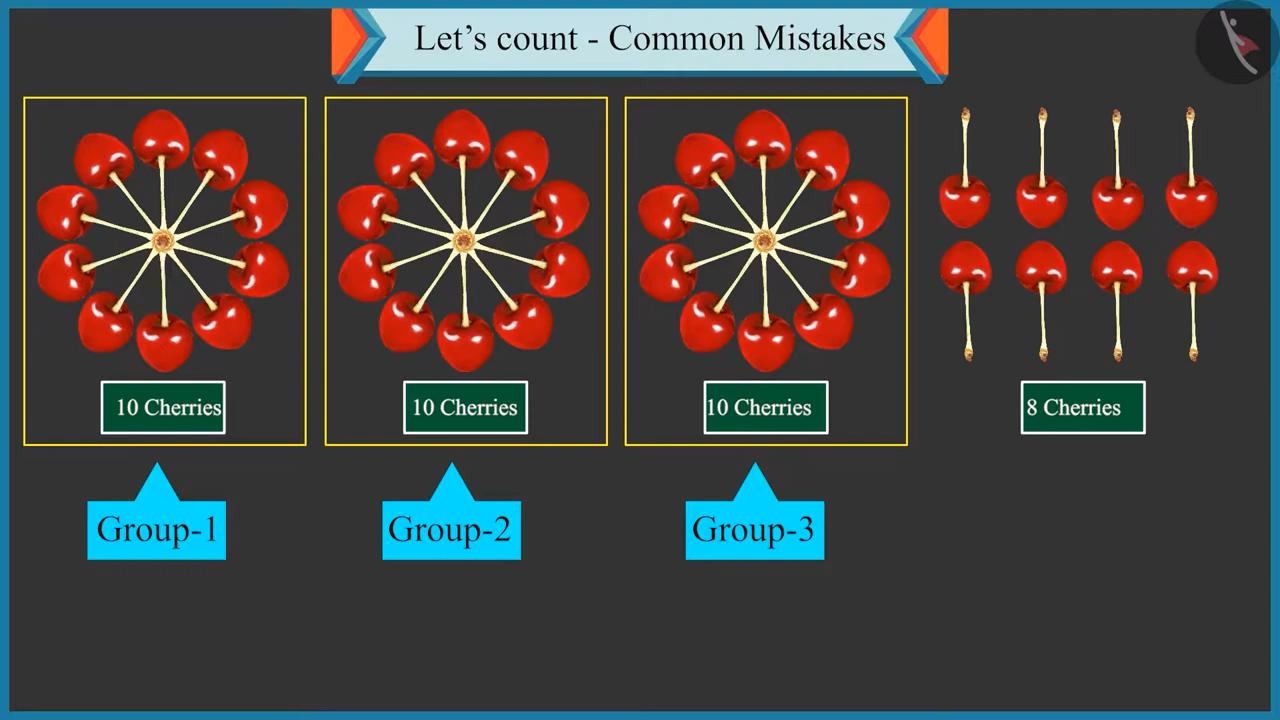 Let’s count - Common Mistakes
10 Cherries
10 Cherries
10 Cherries
8 Cherries
Group-1
Group-2
Group-3